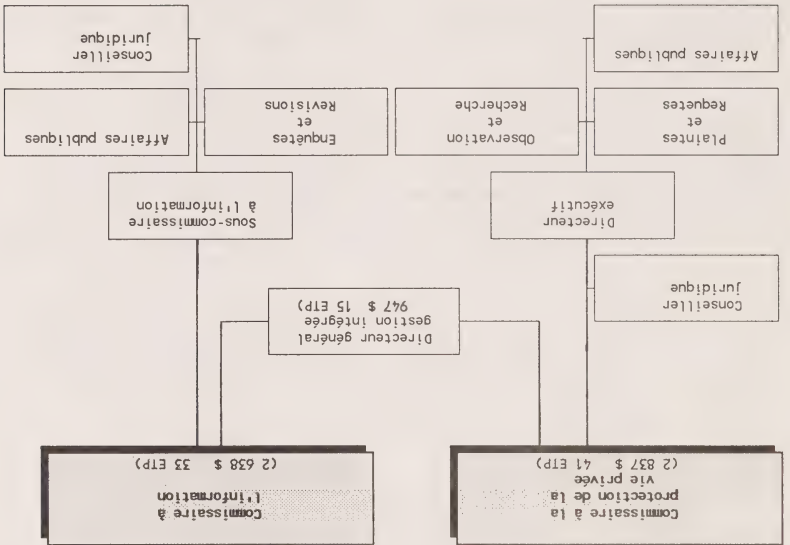 Commissaire à la
protection de la
vie privée
(2 837 $ 41 ETP)
Commissaire à
l'information
(2 638 $ 33 ETP)
Directeur général
gestion intégrée
947 $ 15 ETP)
Conseiller
juridique
Directeur
exécutif
Sous-commissaire
à l'information
Plaintes
et
Requetes
Observation
et
Recherche
Enquêtes
et
Revisions
Affaires publiques
Affaires publiques
Conseiller
juridique